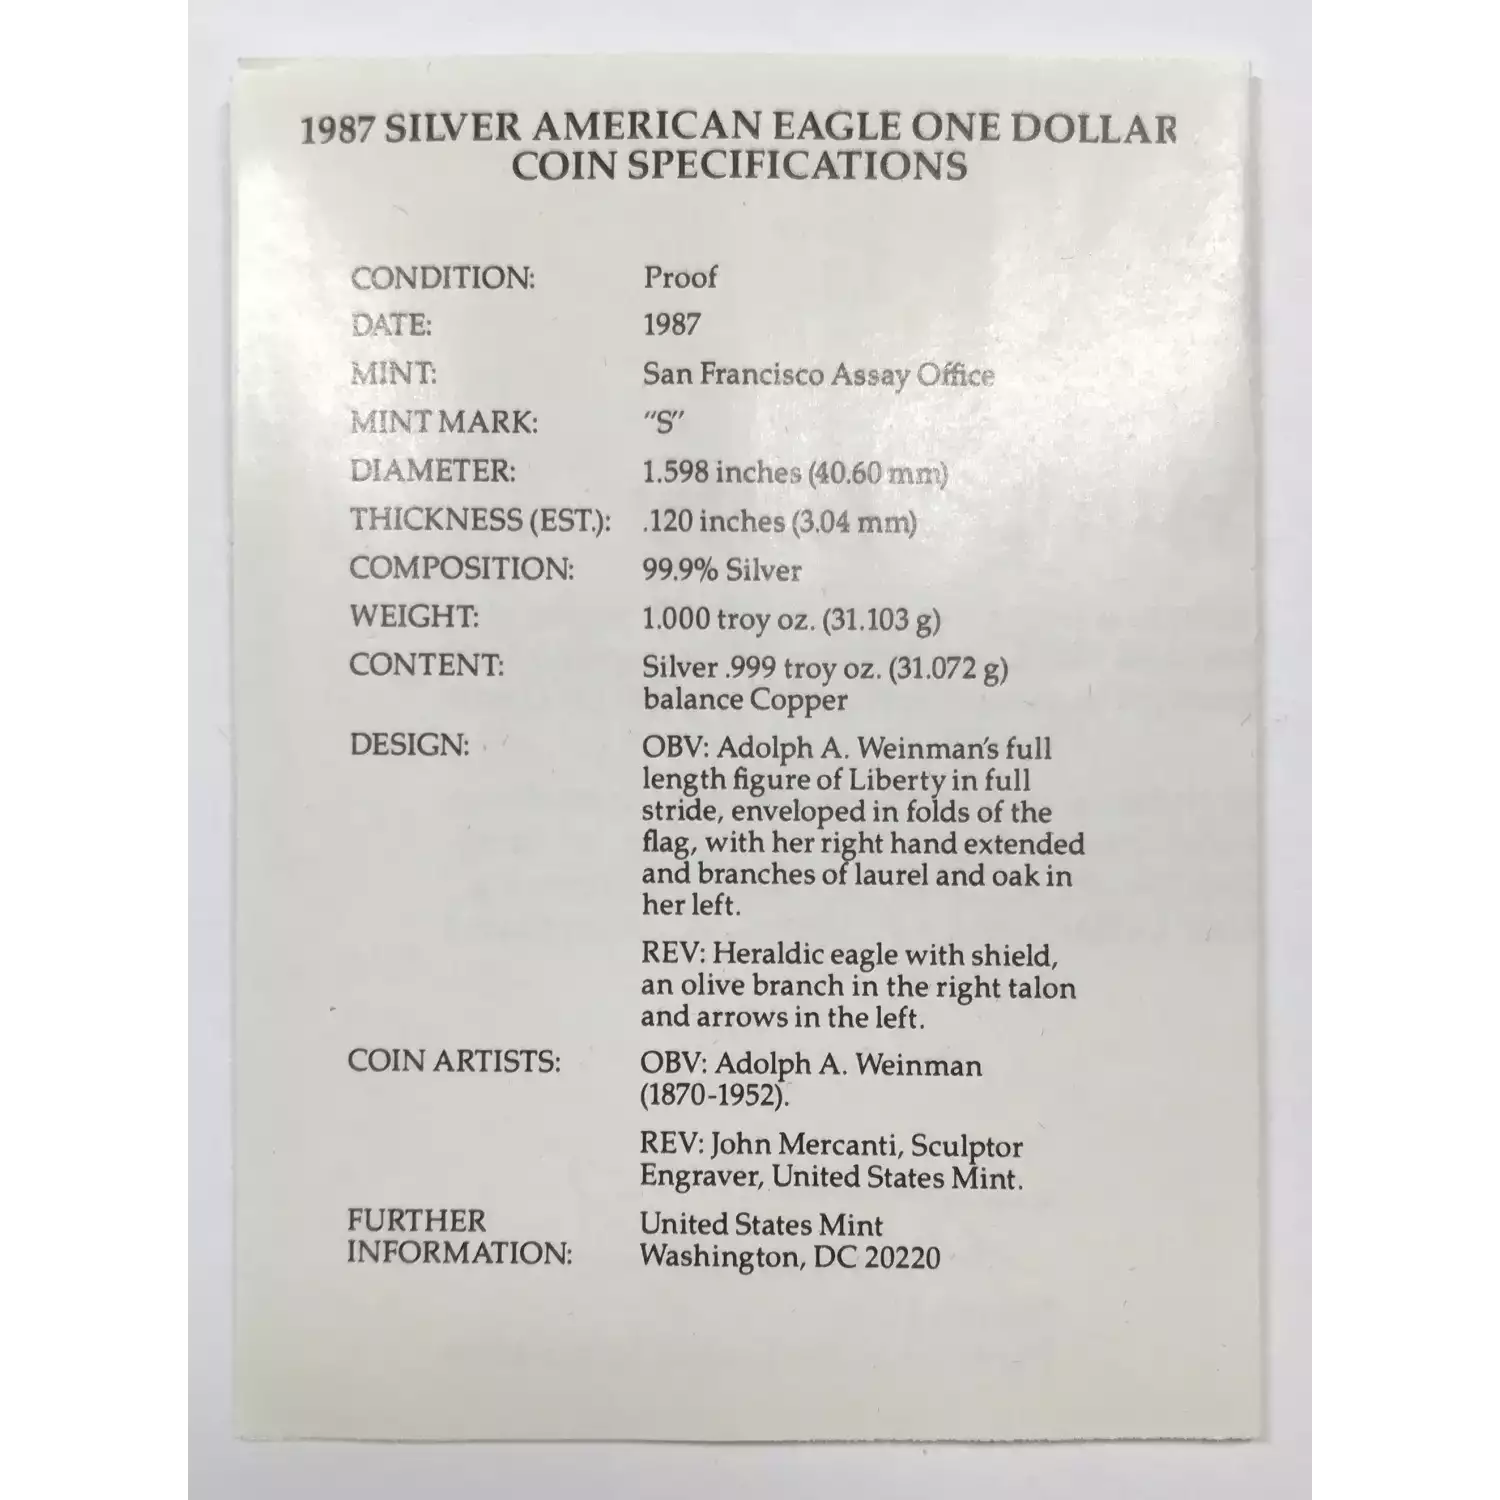 1987 SILVER AMERICAN EAGLE ONE DOLLAR
COIN SPECIFICATIONS
CONDITION: Proof
DATE: 1987
MINT: San Francisco Assay Office
MINT MARK: "S"
DIAMETER: 1.598 inches (40.60 mm)
THICKNESS (EST.): .120 inches (3.04 mm)
COMPOSITION: 99.9% Silver
WEIGHT: 1.000 troy oz. (31.103 g)
CONTENT: Silver .999 troy oz. (31.072 g)
balance Copper
DESIGN: OBV: Adolph A. Weinman's full
length figure of Liberty in full
stride, enveloped in folds of the
flag, with her right hand extended
and branches of laurel and oak in
her left.
REV: Heraldic eagle with shield,
an olive branch in the right talon
and arrows in the left.
COIN ARTISTS: OBV: Adolph A. Weinman
(1870-1952).
REV: John Mercanti, Sculptor
Engraver, United States Mint.
FURTHER
INFORMATION:
United States Mint
Washington, DC 20220